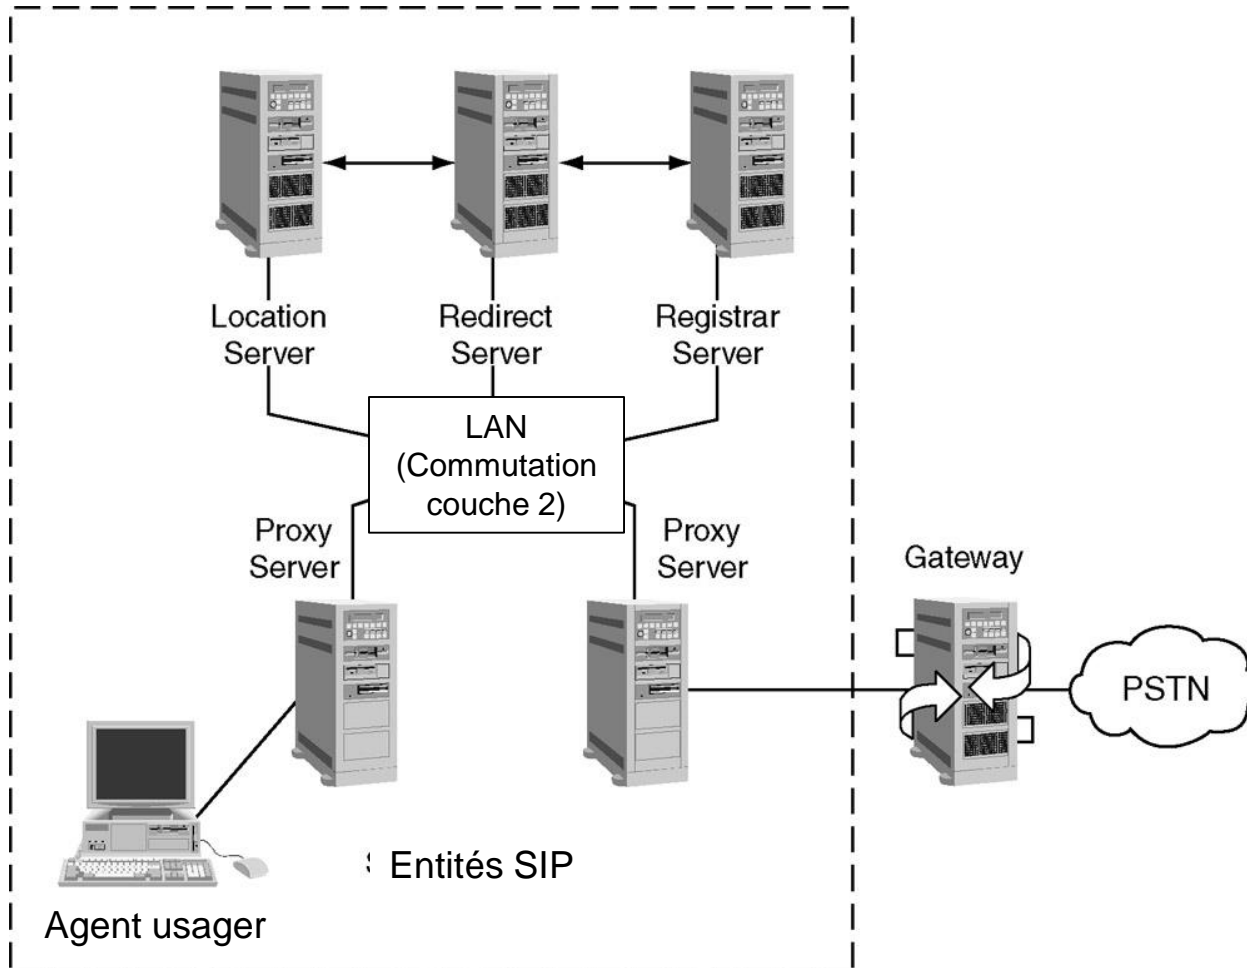 Location
Server
Redirect
Server
Registrar
Server
LAN
(Commutation
couche 2)
Proxy
Server
Proxy
Server
Gateway
PSTN
Entités SIP
Agent usager